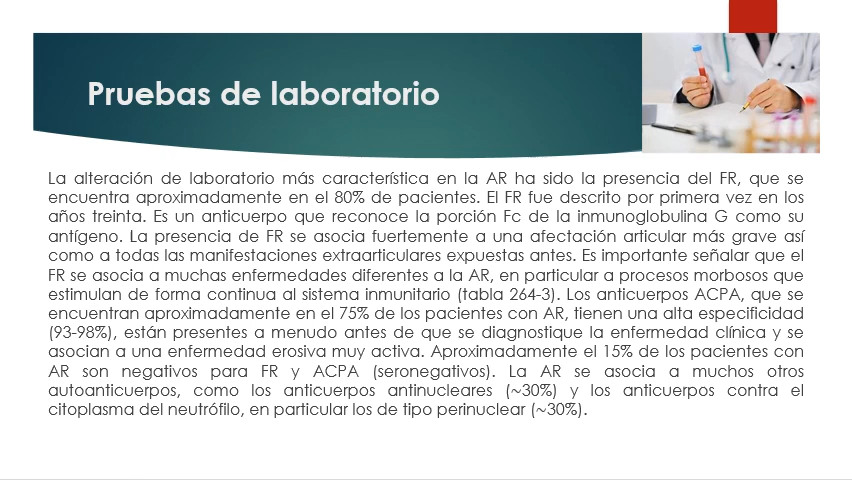 Pruebas de laboratorio
La alteración de laboratorio más característica en la AR ha sido la presencia del FR, que se
encuentra aproximadamente en el 80% de pacientes. El FR fue descrito por primera vez en los
años treinta. Es un anticuerpo que reconoce la porción Fc de la inmunoglobulina G como su
antígeno. La presencia de FR se asocia fuertemente a una afectación articular más grave así
como a todas las manifestaciones extraarticulares expuestas antes. Es importante señalar que el
FR se asocia a muchas enfermedades diferentes a la AR, en particular a procesos morbosos que
estimulan de forma continua al sistema inmunitario (tabla 264-3). Los anticuerpos ACPA, que se
encuentran aproximadamente en el 75% de los pacientes con AR, tienen una alta especificidad
(93-98%), están presentes a menudo antes de que se diagnostique la enfermedad clínica y se
asocian a una enfermedad erosiva muy activa. Aproximadamente el 15% de los pacientes con
AR son negativos para FR y ACPA (seronegativos). La AR se asocia a muchos otros
autoanticuerpos, como los anticuerpos antinucleares (~30%) y los anticuerpos contra el
citoplasma del neutrófilo, en particular los de tipo perinuclear (~30%).